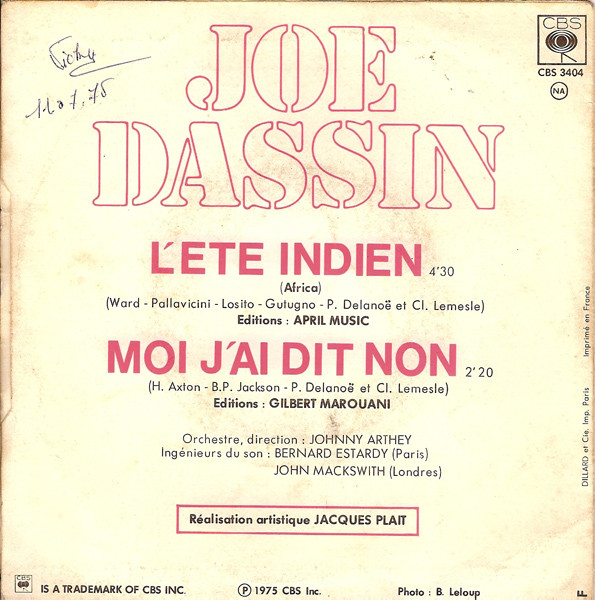 JOE
DASSIN
CBS
CBS 3404
NA
11.07.75
L'ETE INDIEN 4'30
(Africa)
(Ward - Pallavicini - Losito - Gutugno - P. Delanoë et Cl. Lemesle)
Editions : APRIL MUSIC
MOI J'AI DIT NON 2'20
(H. Axton - B.P. Jackson - P. Delanoë et Cl. Lemesle)
Editions : GILBERT MAROUANI
Orchestre, direction : JOHNNY ARTHEY
Ingénieurs du son : BERNARD ESTARDY (Paris)
JOHN MACKSWITH (Londres)
Réalisation artistique JACQUES PLAIT
DILLARD et Cie. Imp. Paris Imprimé en France
CBS IS A TRADEMARK OF CBS INC.
Ⓟ 1975 CBS Inc.
Photo : B. Leloup
F